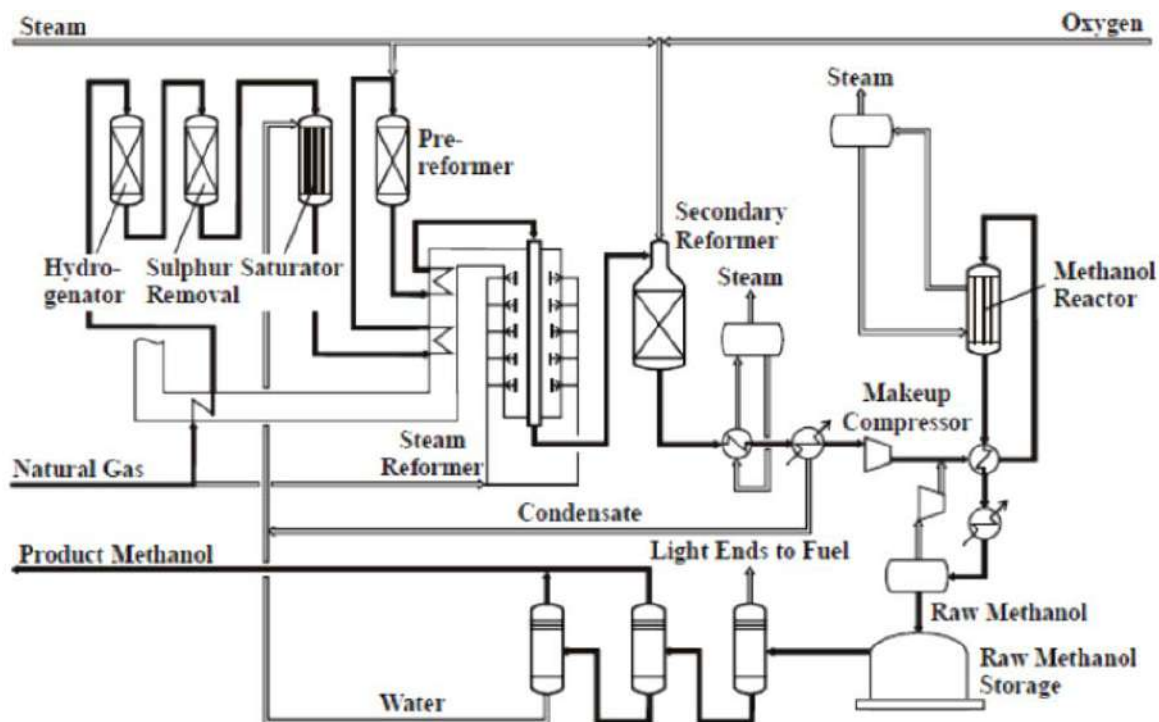 Steam
Oxygen
Steam
Pre-
reformer
Secondary
Reformer
Hydro-
genator
Sulphur
Removal
Saturator
Steam
Methanol
Reactor
Makeup
Compressor
Steam
Reformer
Natural Gas
Condensate
Product Methanol
Light Ends to Fuel
Raw Methanol
Raw Methanol
Storage
Water